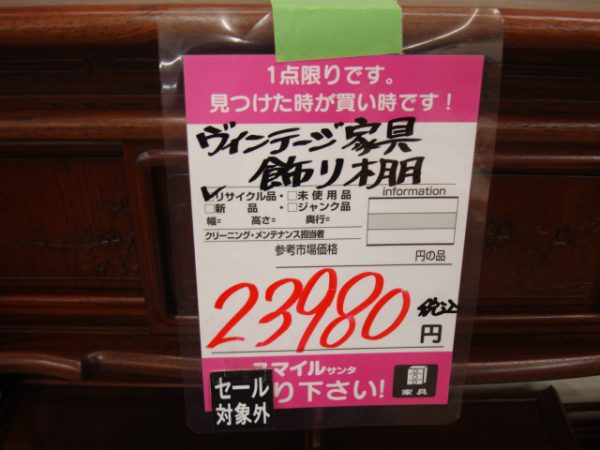 1点限りです。
見つけた時が買い時です!
ヴィンテージ家具
飾り棚
リサイクル品・□未使用品
□新品・□ジャンク品
幅= 高さ= 奥行=
information
クリーニング・メンテナンス担当者
参考市場価格
円の品
23980 税込
円
スマイルサンタ
り下さい!
家具
セール
対象外